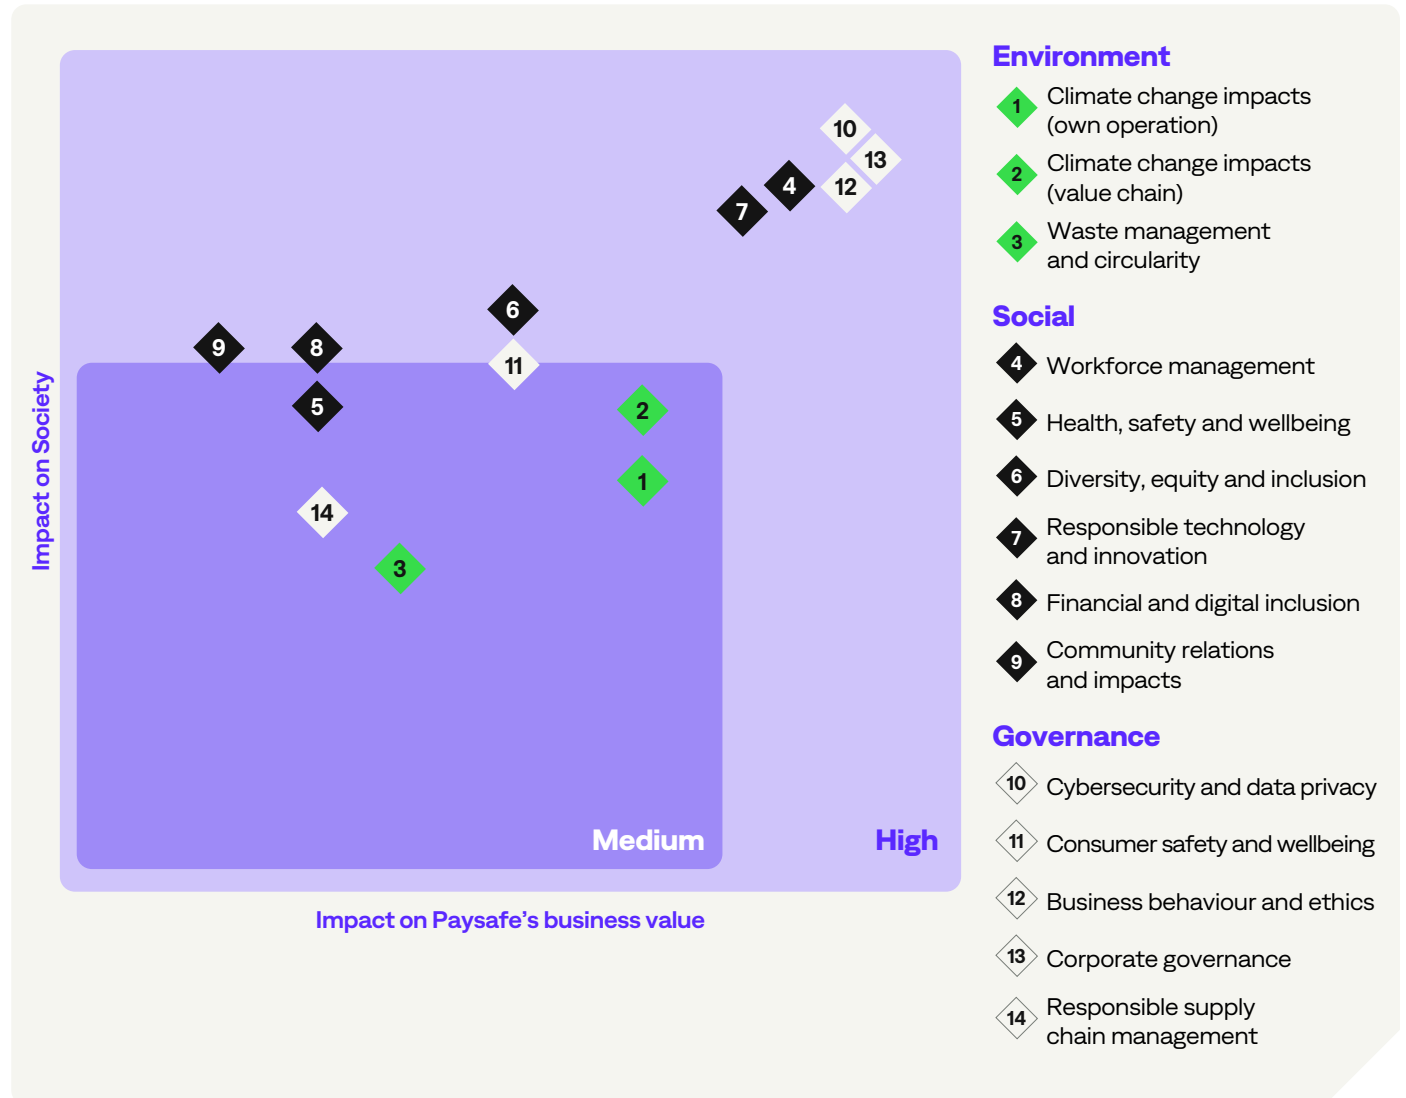 10
13
4
12
7
6
9
8
11
5
2
1
14
3
Medium
High
Impact on Society
Impact on Paysafe’s business value
Environment
1
Climate change impacts
(own operation)
2
Climate change impacts
(value chain)
3
Waste management
and circularity
Social
4
Workforce management
5
Health, safety and wellbeing
6
Diversity, equity and inclusion
7
Responsible technology
and innovation
8
Financial and digital inclusion
9
Community relations
and impacts
Governance
10
Cybersecurity and data privacy
11
Consumer safety and wellbeing
12
Business behaviour and ethics
13
Corporate governance
14
Responsible supply
chain management